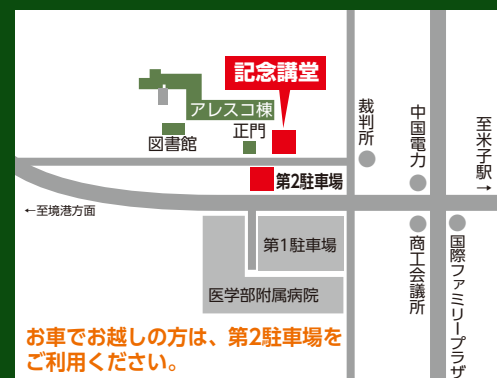 記念講堂
アレスコ棟
図書館
正門
裁判所
中国電力
至米子駅→
第2駐車場
←至境港方面
第1駐車場
医学部附属病院
商工会議所
国際ファミリープラザ
お車でお越しの方は、第2駐車場を
ご利用ください。